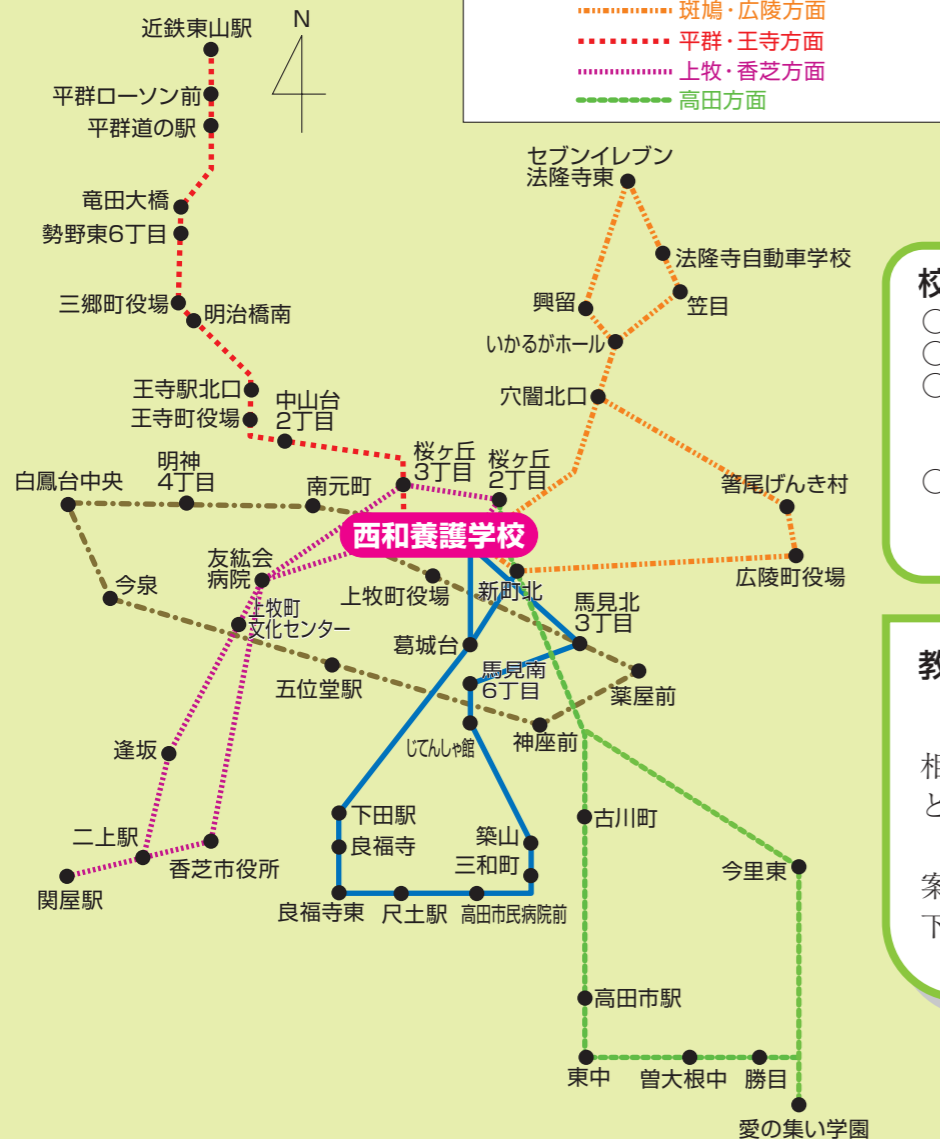 斑鳩・広陵方面
平群・王寺方面
上牧・香芝方面
高田方面
N
近鉄東山駅
平群ローソン前
平群道の駅
竜田大橋
勢野東6丁目
三郷町役場
明治橋南
王寺駅北口
王寺町役場
中山台
2丁目
セブンイレブン
法隆寺東
法隆寺自動車学校
興留
笠目
いかるがホール
穴闇北口
桜ヶ丘
3丁目
桜ヶ丘
2丁目
箸尾げんき村
白鳳台中央
明神
4丁目
南元町
西和養護学校
友紘会
病院
今泉
上牧町
文化センター
上牧町役場
新町北
広陵町役場
馬見北
3丁目
葛城台
五位堂駅
馬見南
6丁目
薬屋前
じてんしゃ館
神座前
逢坂
二上駅
関屋駅
香芝市役所
下田駅
良福寺
良福寺東
尺土駅
高田市民病院前
築山
三和町
古川町
今里東
高田市駅
東中
曽大根中
勝目
愛の集い学園
校
○
○
○
○
教
相
と
案
下